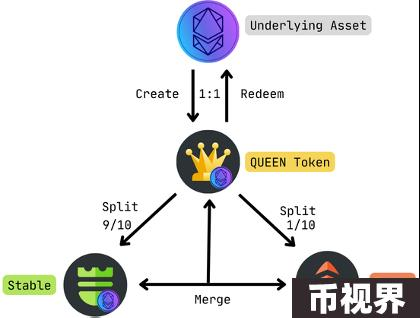 Underlying Asset
Create
1:1
Redeem
QUEEN Token
Split
9/10
Split
1/10
Stable
Merge
币视界